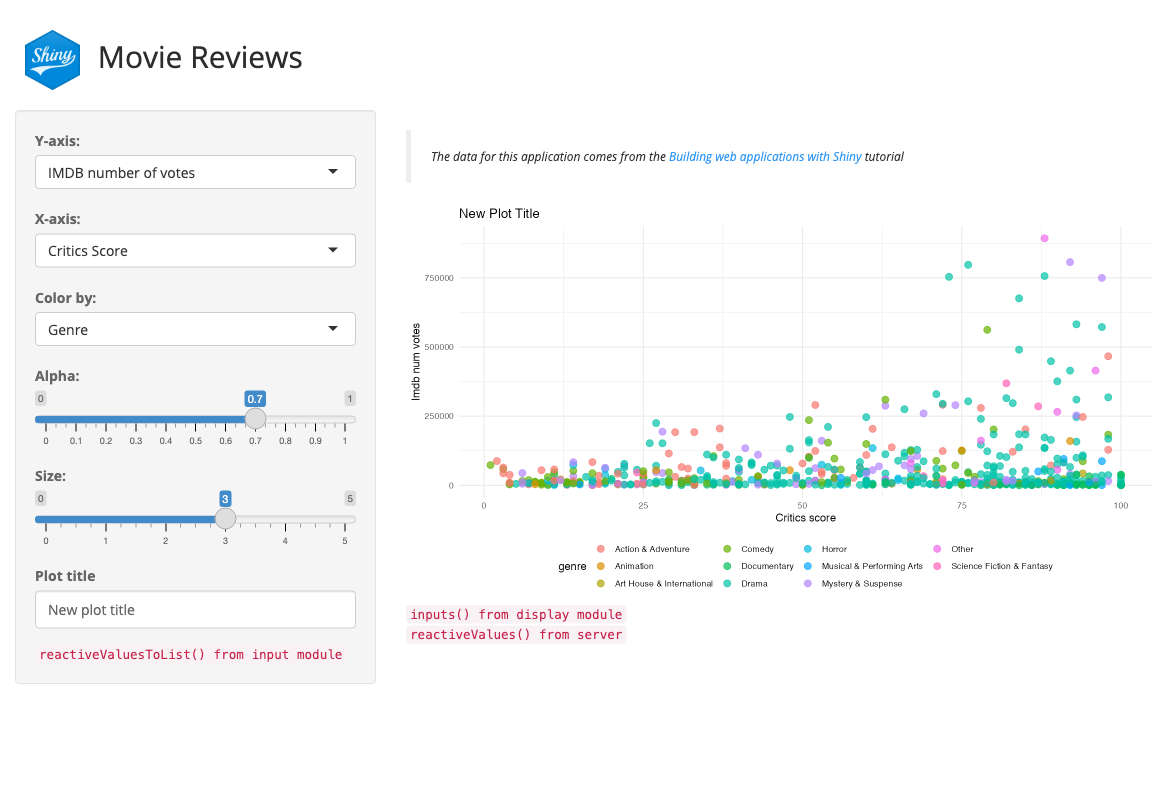 Shiny
Movie Reviews
Y-axis:
IMDB number of votes
X-axis:
Critics Score
Color by:
Genre
Alpha:
0 0.7 1
0 0.1 0.2 0.3 0.4 0.5 0.6 0.7 0.8 0.9 1
Size:
0 3 5
0 1 2 3 4 5
Plot title
New plot title
reactiveValuesToList() from input module
The data for this application comes from the Building web applications with Shiny tutorial
New Plot Title
Imdb num votes
750000
500000
250000
0
0 25 50 75 100
Critics score
genre
Action & Adventure Comedy Horror Other
Animation Documentary Musical & Performing Arts Science Fiction & Fantasy
Art House & International Drama Mystery & Suspense
inputs() from display module
reactiveValues() from server